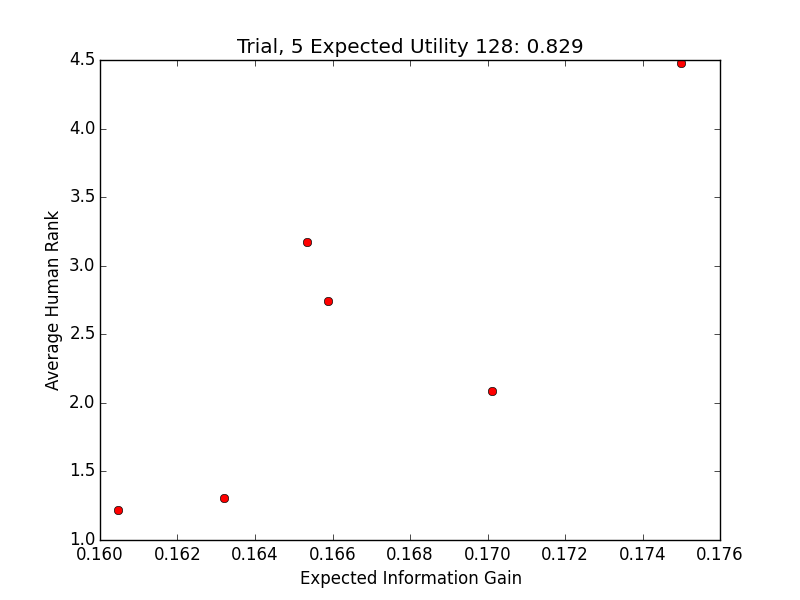 Trial, 5 Expected Utility 128: 0.829
4.5
4.0
3.5
3.0
2.5
2.0
1.5
1.0
Average Human Rank
0.160 0.162 0.164 0.166 0.168 0.170 0.172 0.174 0.176
Expected Information Gain